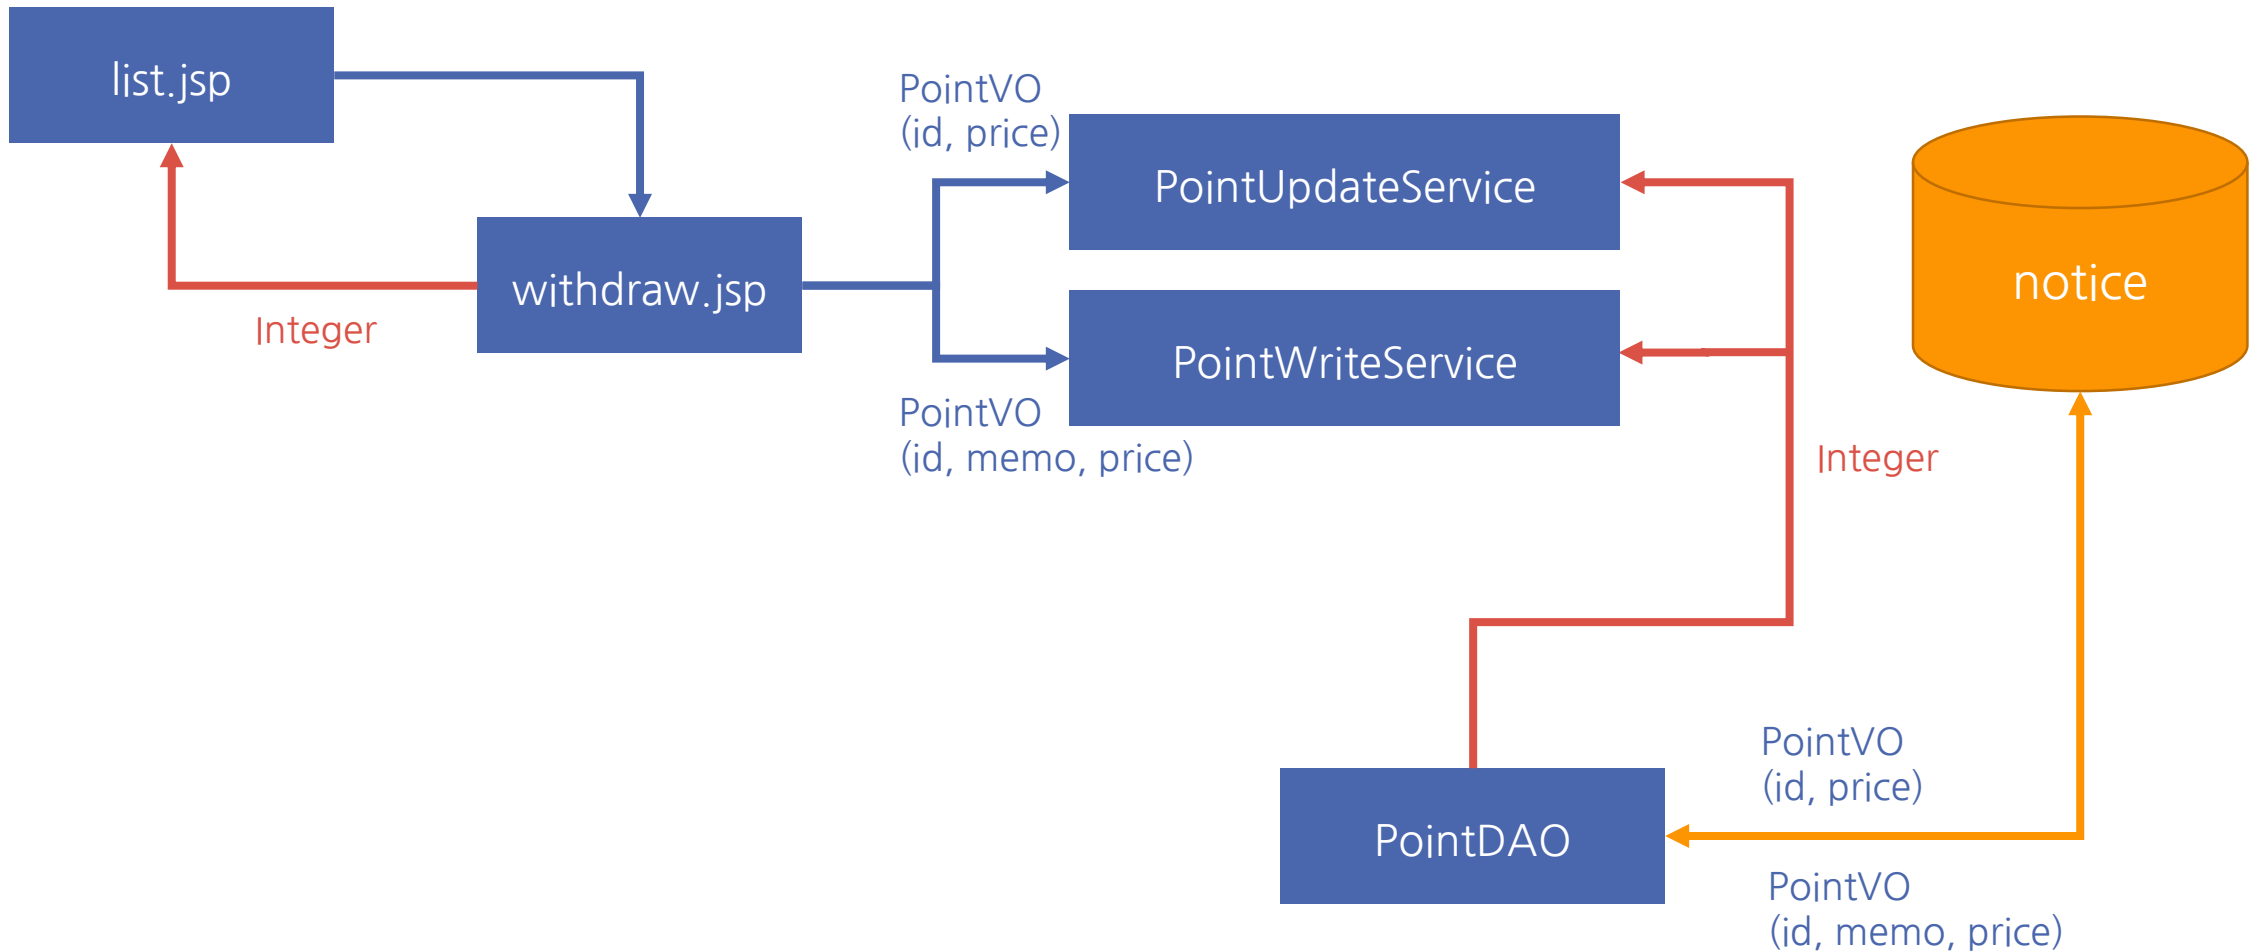 list.jsp
PointVO
(id, price)
PointUpdateService
withdraw.jsp
Integer
notice
PointWriteService
PointVO
(id, memo, price)
Integer
PointVO
(id, price)
PointDAO
PointVO
(id, memo, price)